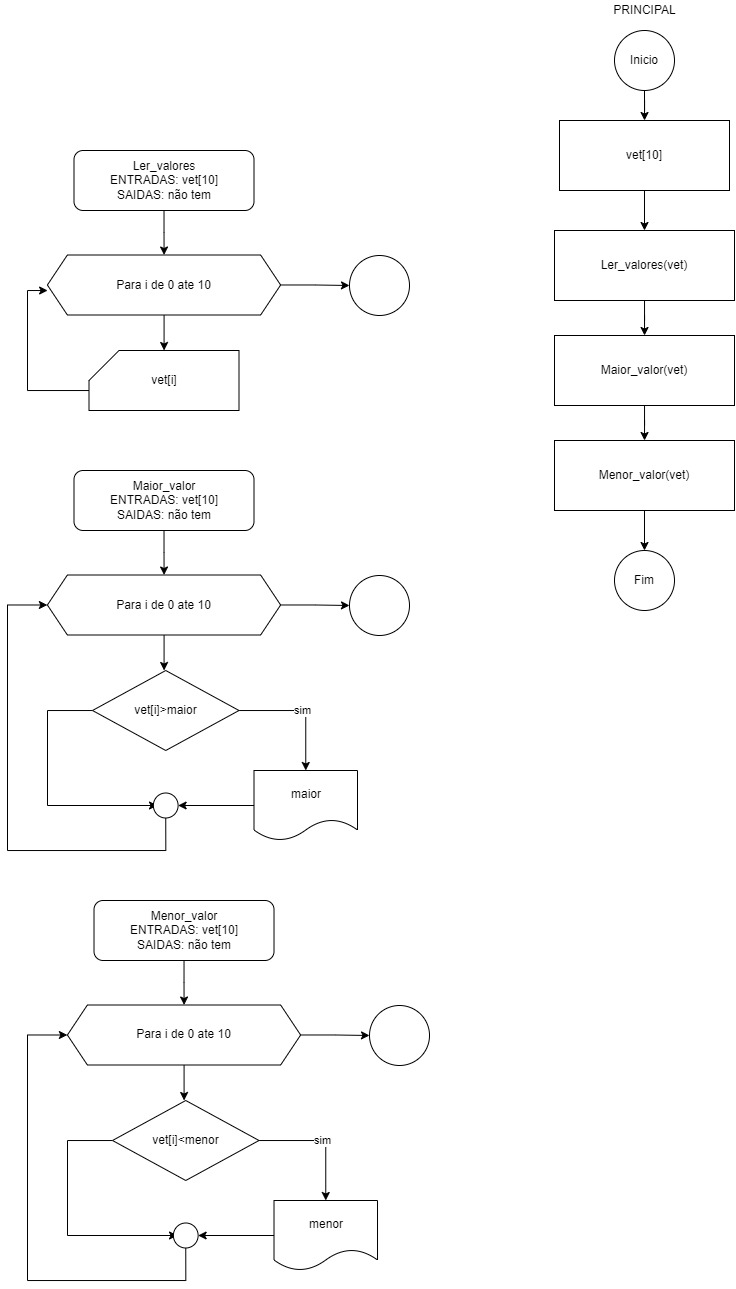 PRINCIPAL
Inicio
vet[10]
Ler_valores(vet)
Maior_valor(vet)
Menor_valor(vet)
Fim
Ler_valores
ENTRADAS: vet[10]
SAIDAS: não tem
Para i de 0 ate 10
vet[i]
Maior_valor
ENTRADAS: vet[10]
SAIDAS: não tem
Para i de 0 ate 10
vet[i]>maior
sim
maior
Menor_valor
ENTRADAS: vet[10]
SAIDAS: não tem
Para i de 0 ate 10
vet[i]<menor
sim
menor